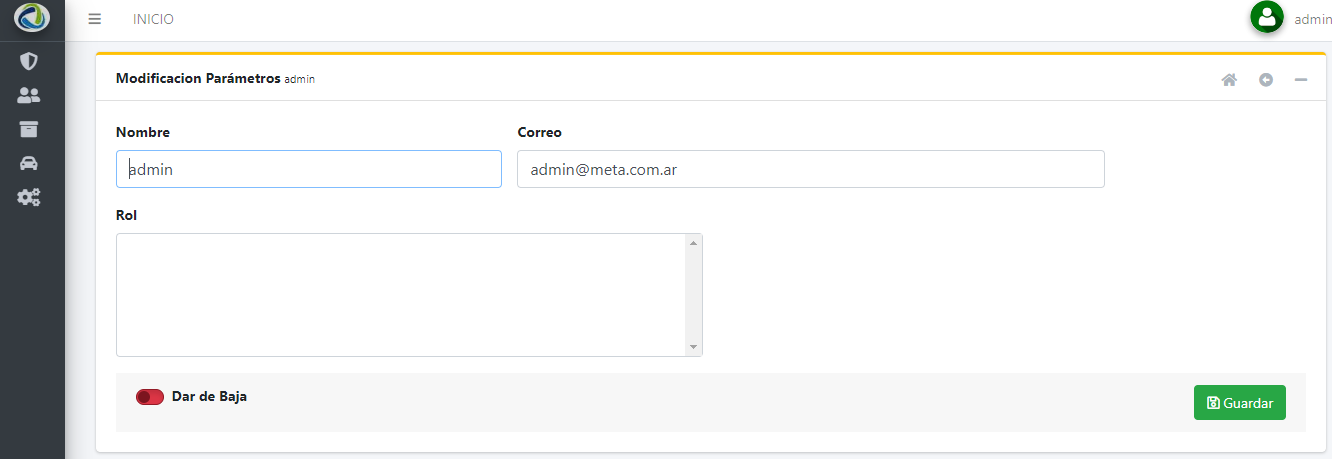 INICIO
admin
Modificacion Parámetros admin
Nombre
Correo
admin
admin@meta.com.ar
Rol
Dar de Baja
Guardar